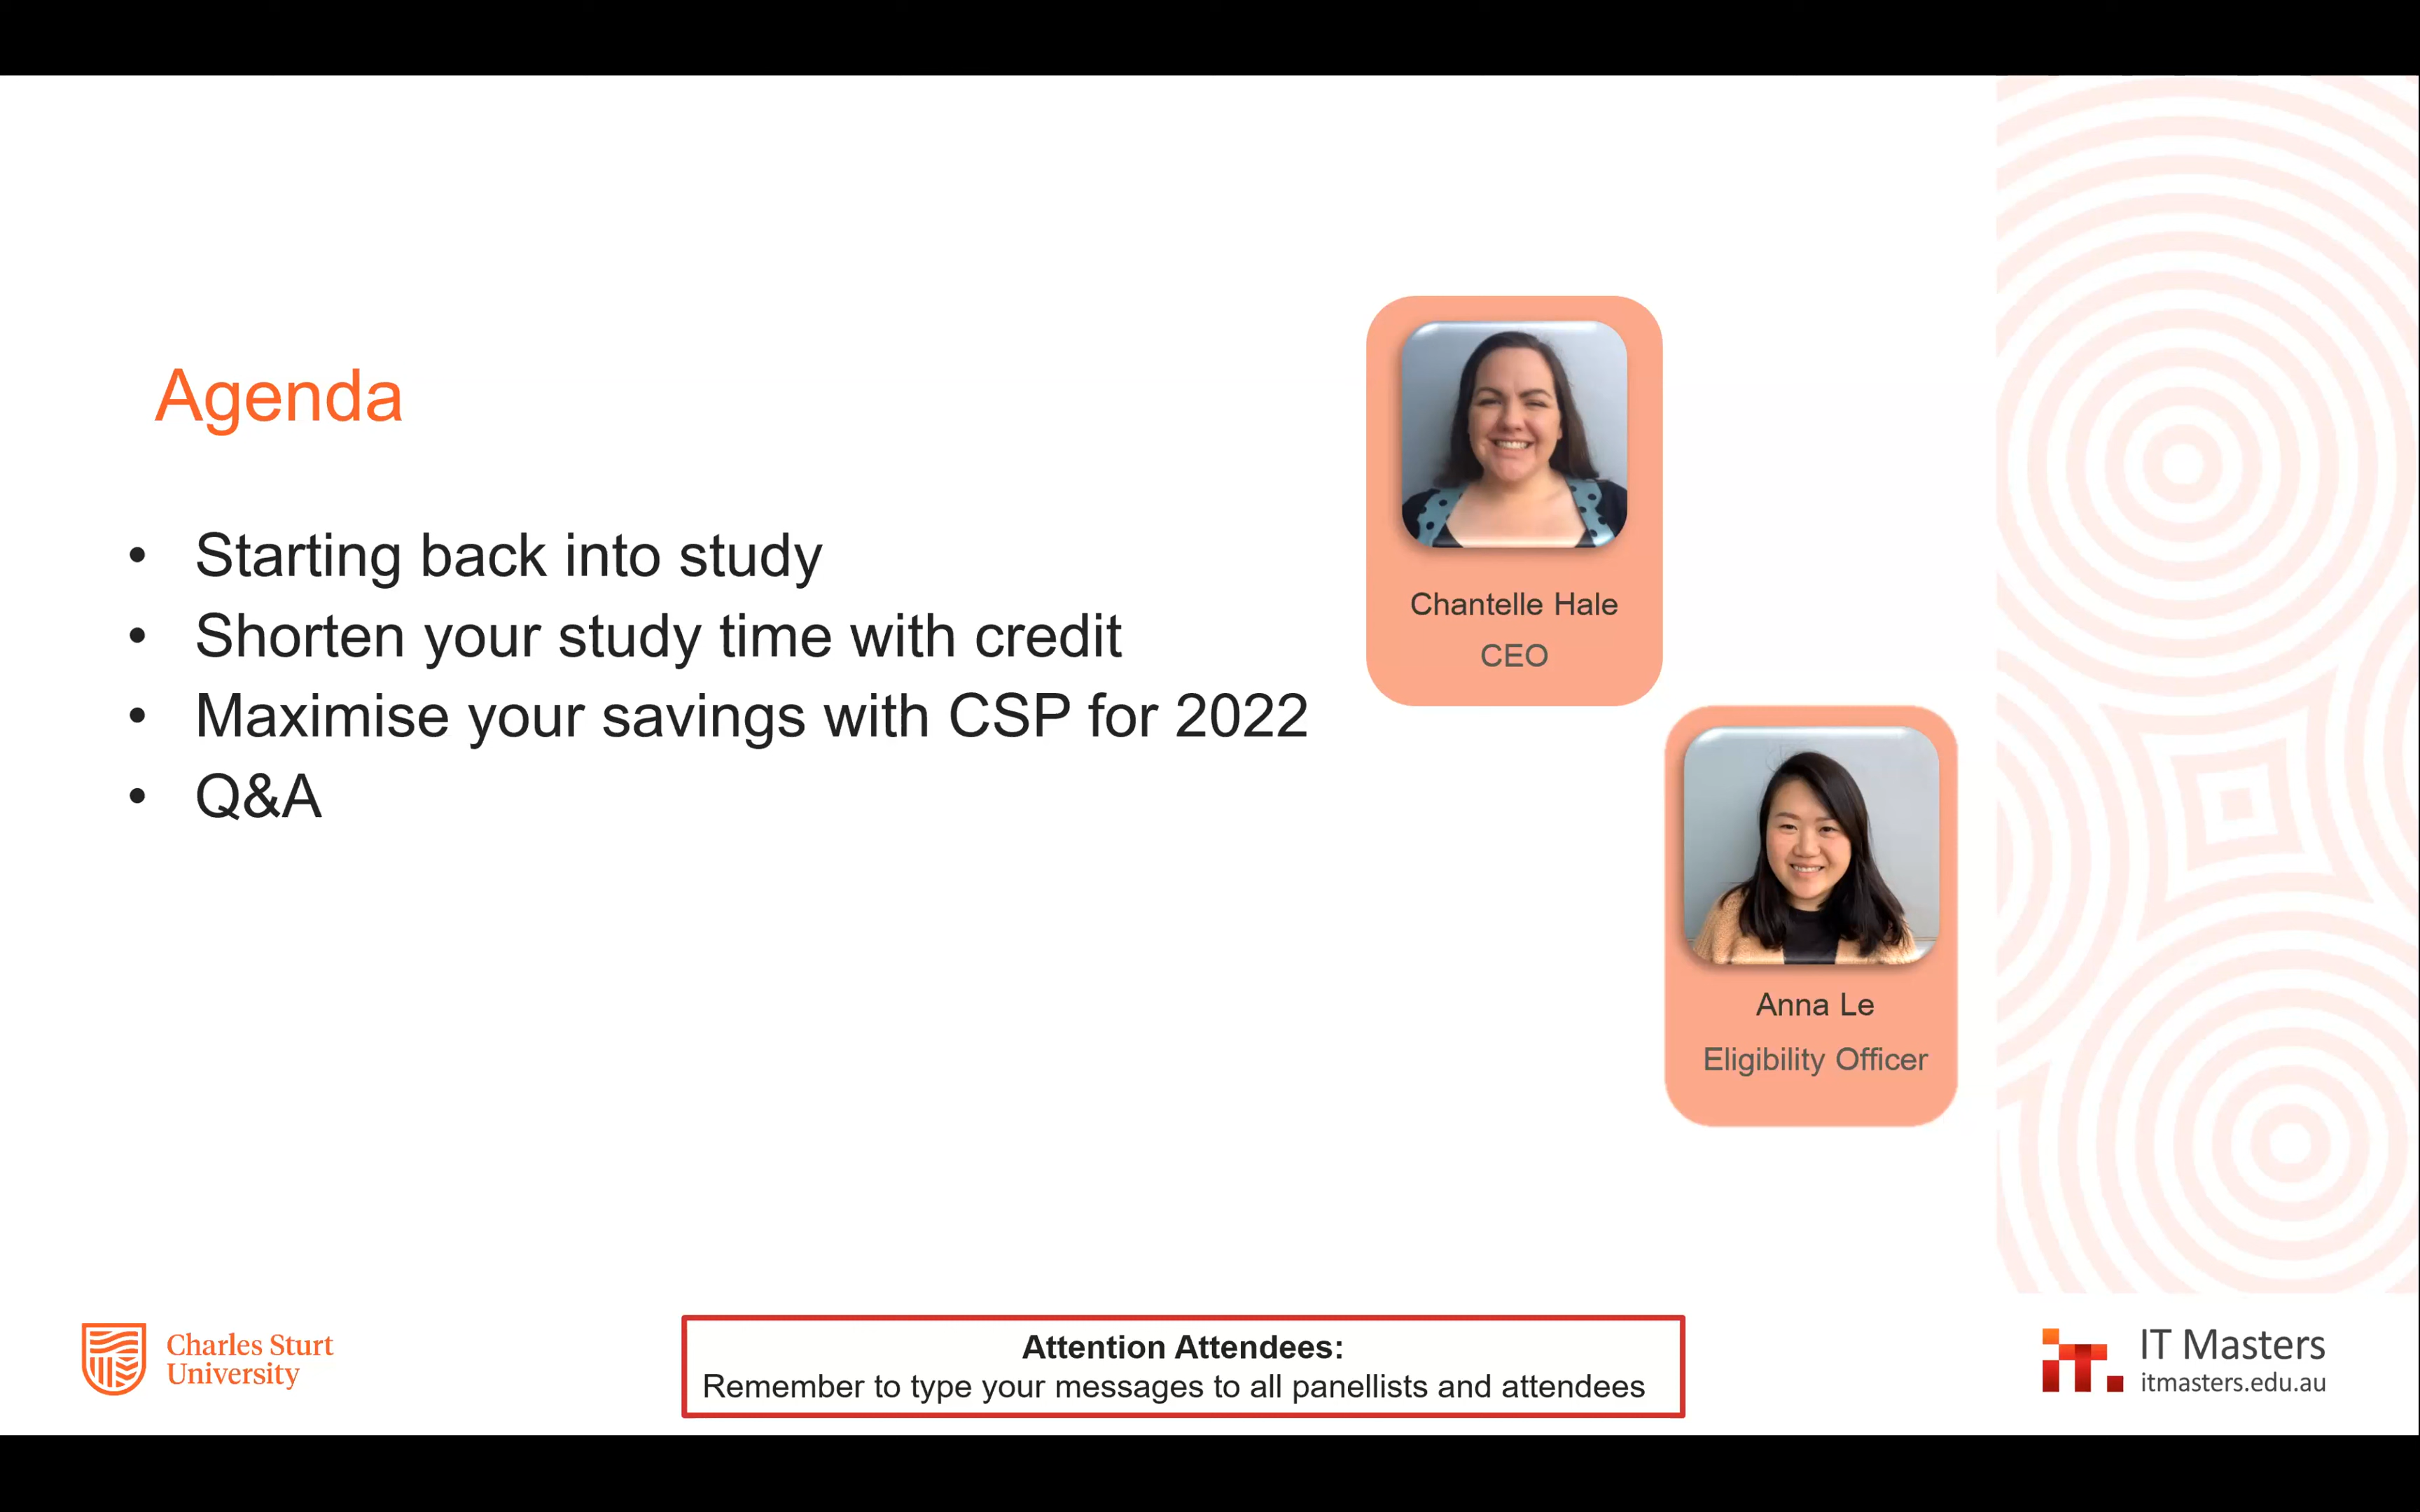 Agenda
• Starting back into study
• Shorten your study time with credit
• Maximise your savings with CSP for 2022
• Q&A
Chantelle Hale
CEO
Anna Le
Eligibility Officer
Charles Sturt
University
Attention Attendees:
Remember to type your messages to all panellists and attendees
it.
IT Masters
itmasters.edu.au